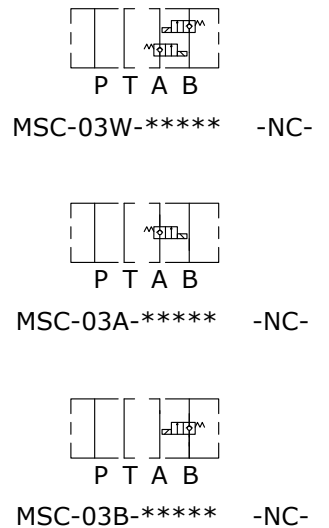 P T A B
MSC-03W-***** -NC-
P T A B
MSC-03A-***** -NC-
P T A B
MSC-03B-***** -NC-